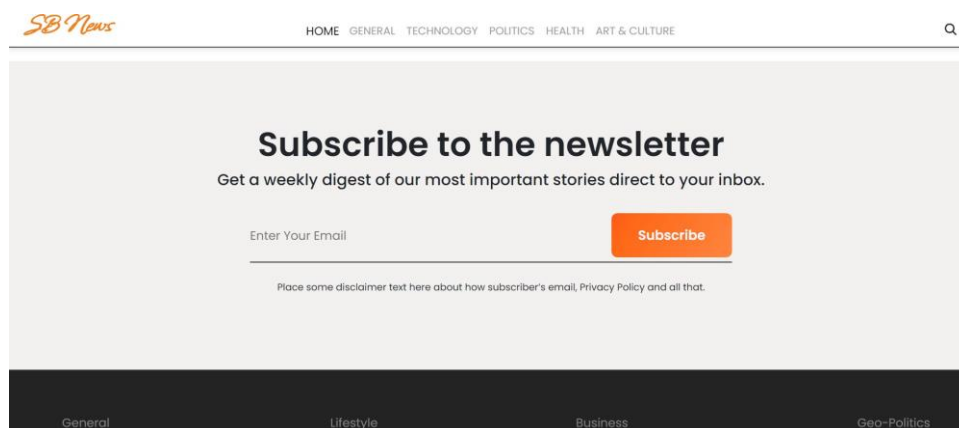 SB News
HOME GENERAL TECHNOLOGY POLITICS HEALTH ART & CULTURE
Subscribe to the newsletter
Get a weekly digest of our most important stories direct to your inbox.
Enter Your Email Subscribe
Place some disclaimer text here about how subscriber's email, Privacy Policy and all that.
General Lifestyle Business Geo-Politics